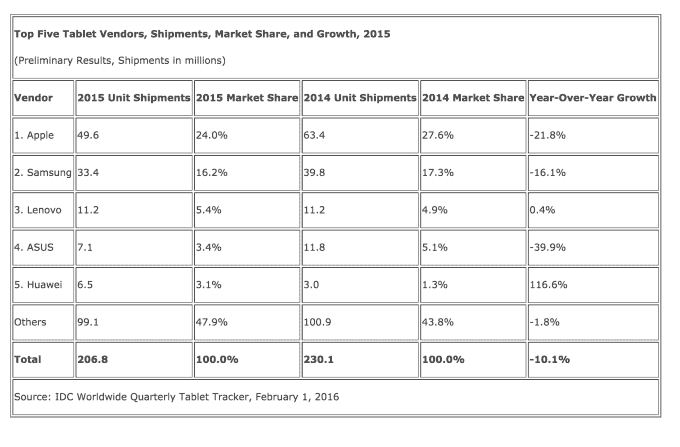 Top Five Tablet Vendors, Shipments, Market Share, and Growth, 2015
(Preliminary Results, Shipments in millions)
Vendor 2015 Unit Shipments 2015 Market Share 2014 Unit Shipments 2014 Market Share Year-Over-Year Growth
1. Apple 49.6 24.0% 63.4 27.6% -21.8%
2. Samsung 33.4 16.2% 39.8 17.3% -16.1%
3. Lenovo 11.2 5.4% 11.2 4.9% 0.4%
4. ASUS 7.1 3.4% 11.8 5.1% -39.9%
5. Huawei 6.5 3.1% 3.0 1.3% 116.6%
Others 99.1 47.9% 100.9 43.8% -1.8%
Total 206.8 100.0% 230.1 100.0% -10.1%
Source: IDC Worldwide Quarterly Tablet Tracker, February 1, 2016